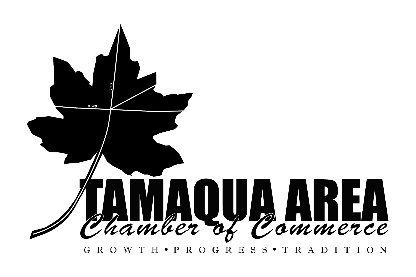 TAMAQUA AREA
Chamber of Commerce
GROWTH•PROGRESS•TRADITION